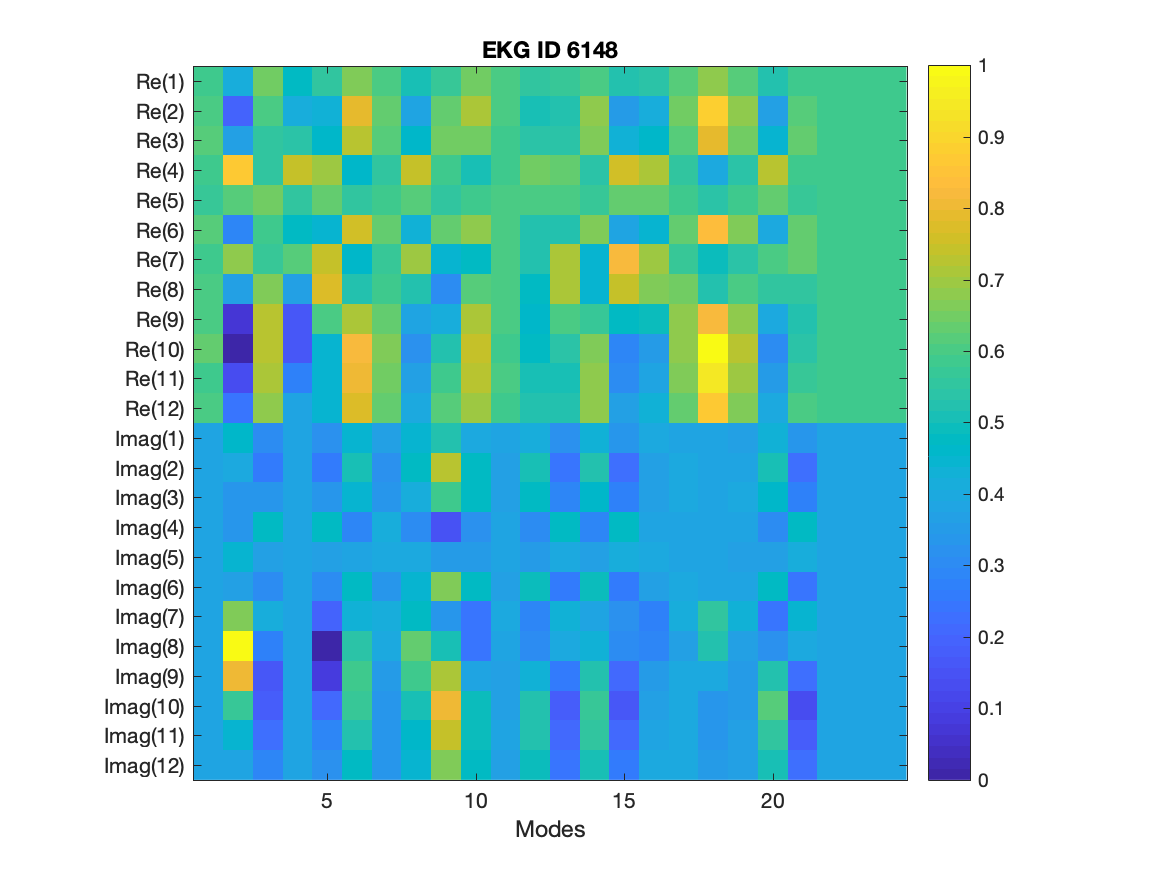 EKG ID 6148
Re(1)
Re(2)
Re(3)
Re(4)
Re(5)
Re(6)
Re(7)
Re(8)
Re(9)
Re(10)
Re(11)
Re(12)
Imag(1)
Imag(2)
Imag(3)
Imag(4)
Imag(5)
Imag(6)
Imag(7)
Imag(8)
Imag(9)
Imag(10)
Imag(11)
Imag(12)
5 10 15 20
Modes
1
0.9
0.8
0.7
0.6
0.5
0.4
0.3
0.2
0.1
0